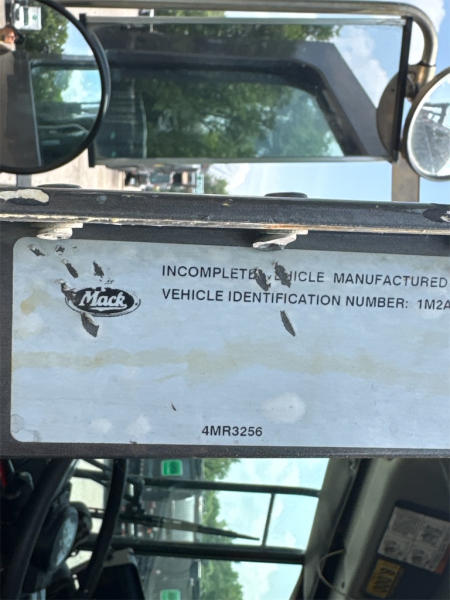 INCOMPLETE VEHICLE MANUFACTURED
Mack
VEHICLE IDENTIFICATION NUMBER: 1M2A
4MR3256